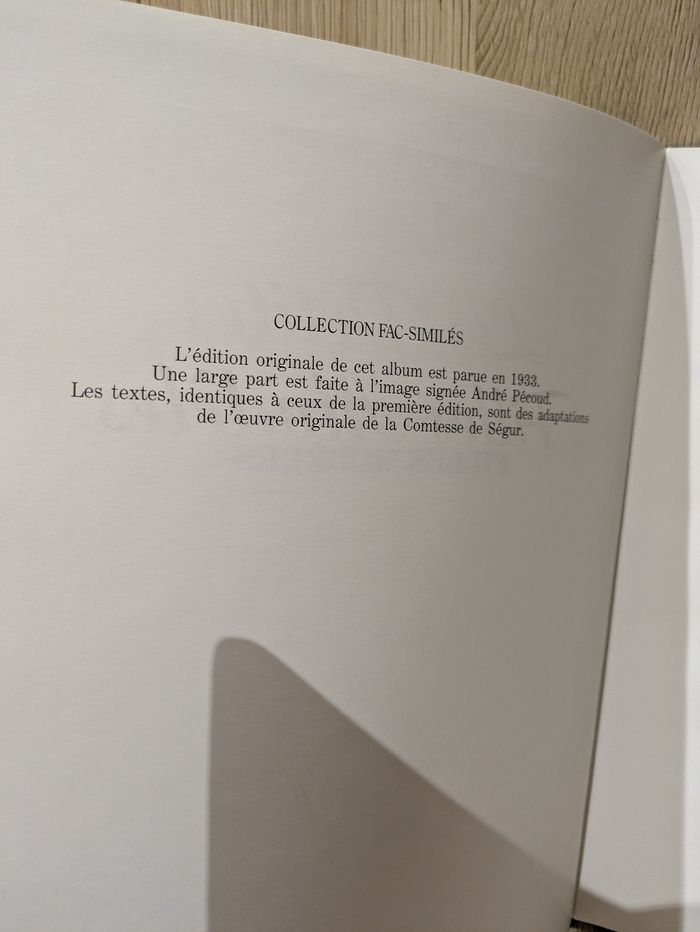 COLLECTION FAC-SIMILÉS
L'édition originale de cet album est parue en 1933.
Une large part est faite à l'image signée André Pécoud.
Les textes, identiques à ceux de la première édition, sont des adaptations
de l'œuvre originale de la Comtesse de Ségur.